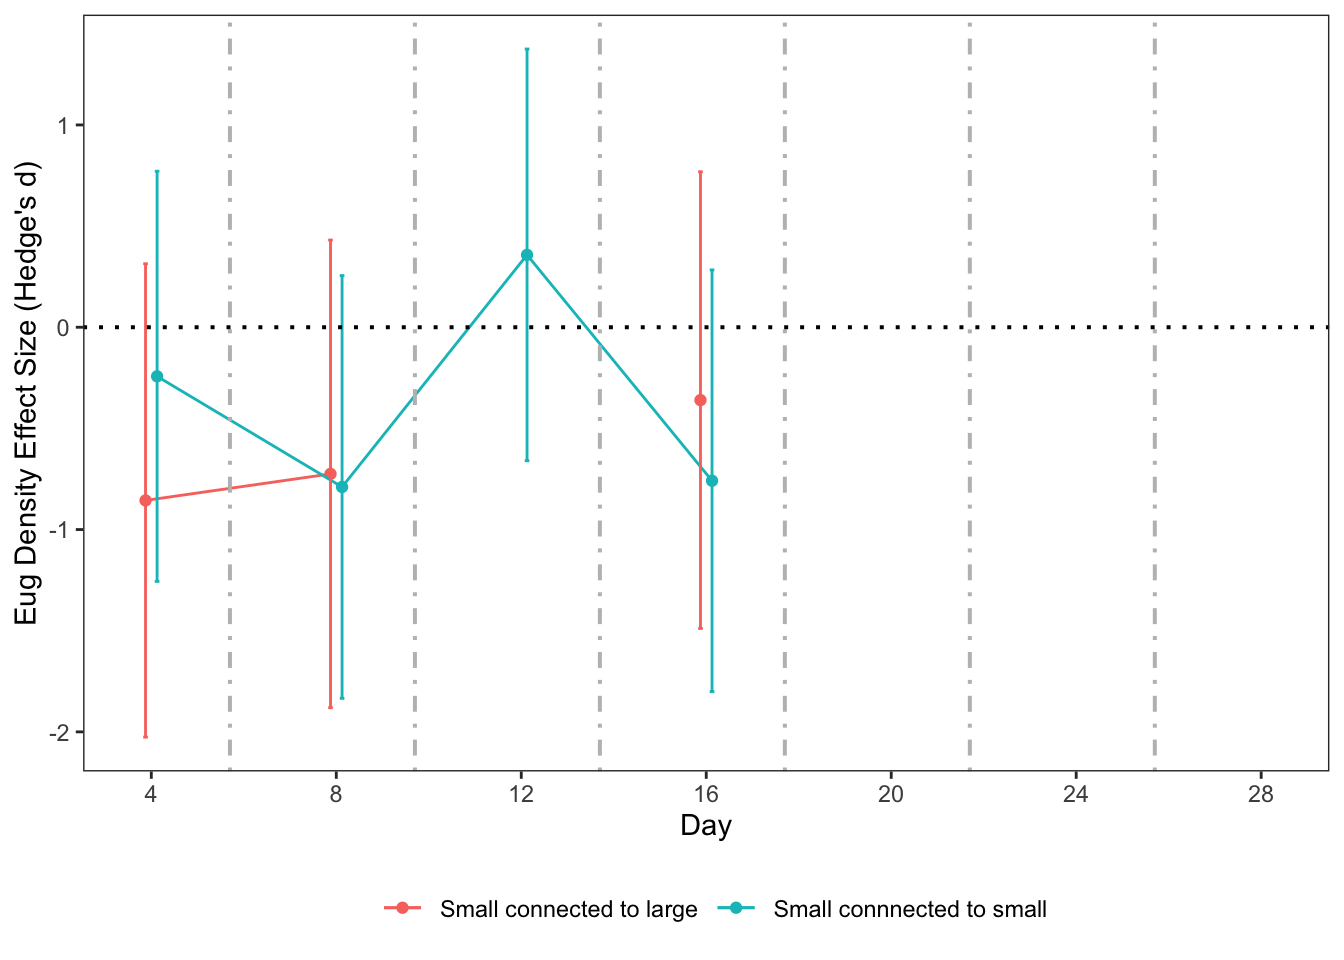 Eug Density Effect Size (Hedge's d)
1
0
-1
-2
4 8 12 16 20 24 28
Day
Small connected to large Small connnected to small